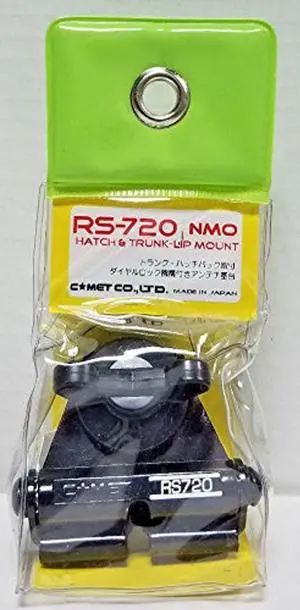 RS-720 NMO
HATCH & TRUNK-LIP MOUNT
トランク・ハッチバック取付
ダイヤルロック機構付きアンテナ基台
C☆MET CO., LTD. MADE IN JAPAN
RS720